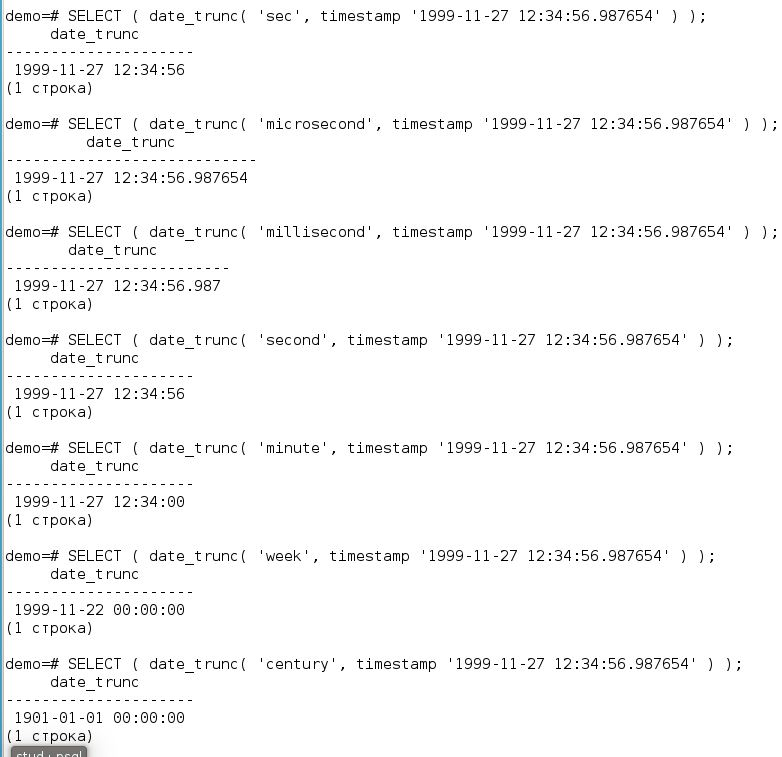 demo=# SELECT ( date_trunc( 'sec', timestamp '1999-11-27 12:34:56.987654' ) );
date_trunc
---------------------
1999-11-27 12:34:56
(1 строка)
demo=# SELECT ( date_trunc( 'microsecond', timestamp '1999-11-27 12:34:56.987654' ) );
date_trunc
----------------------------
1999-11-27 12:34:56.987654
(1 строка)
demo=# SELECT ( date_trunc( 'millisecond', timestamp '1999-11-27 12:34:56.987654' ) );
date_trunc
-------------------------
1999-11-27 12:34:56.987
(1 строка)
demo=# SELECT ( date_trunc( 'second', timestamp '1999-11-27 12:34:56.987654' ) );
date_trunc
---------------------
1999-11-27 12:34:56
(1 строка)
demo=# SELECT ( date_trunc( 'minute', timestamp '1999-11-27 12:34:56.987654' ) );
date_trunc
---------------------
1999-11-27 12:34:00
(1 строка)
demo=# SELECT ( date_trunc( 'week', timestamp '1999-11-27 12:34:56.987654' ) );
date_trunc
---------------------
1999-11-22 00:00:00
(1 строка)
demo=# SELECT ( date_trunc( 'century', timestamp '1999-11-27 12:34:56.987654' ) );
date_trunc
---------------------
1901-01-01 00:00:00
(1 строка)
stud : psql